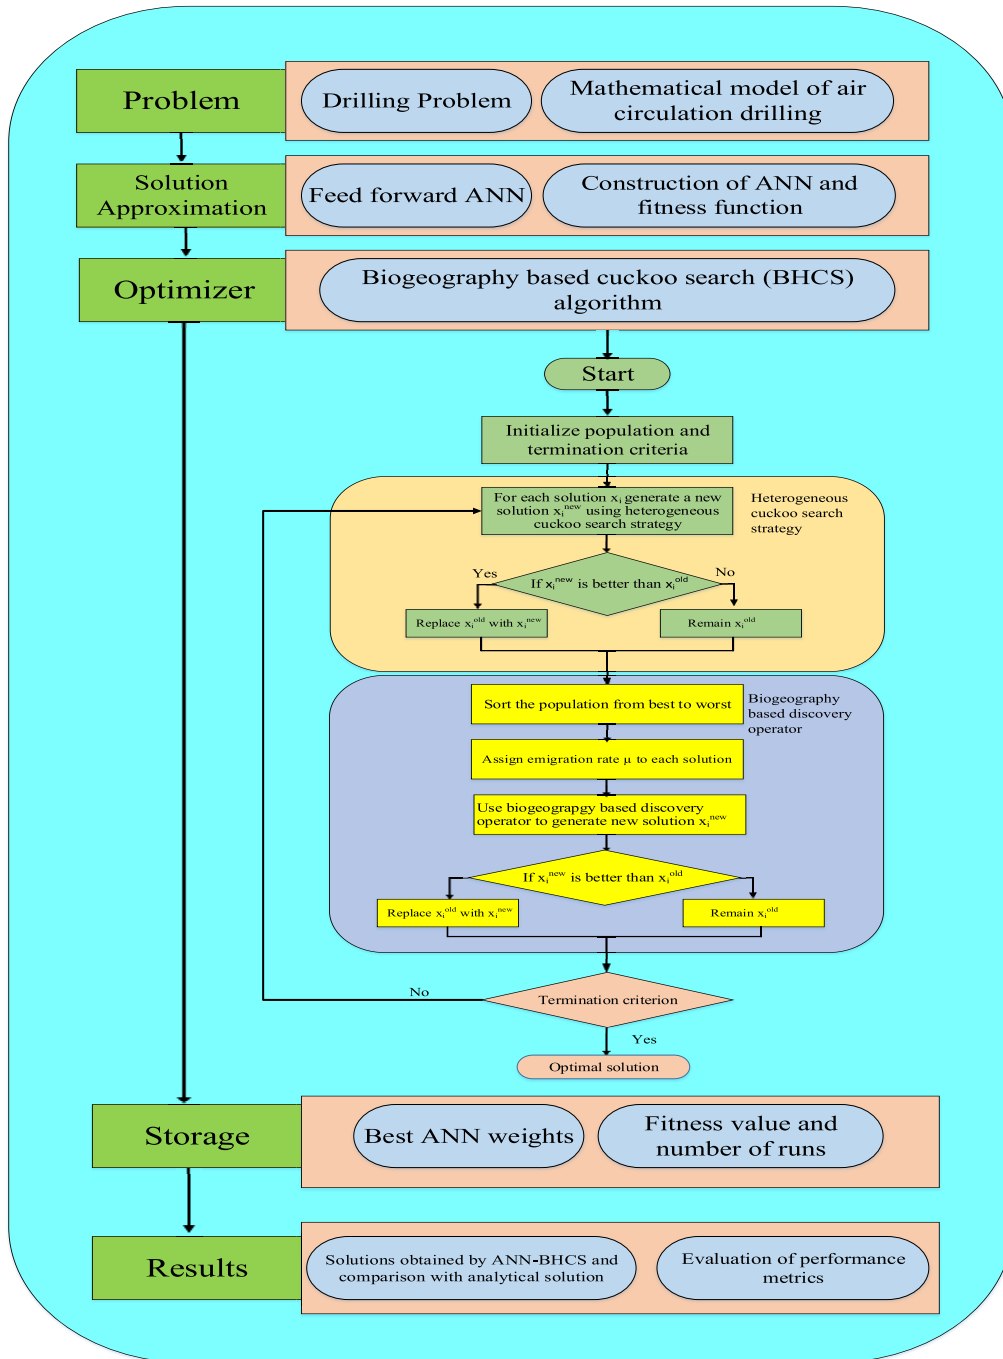 Problem
Drilling Problem
Mathematical model of air
circulation drilling
Solution
Approximation
Feed forward ANN
Construction of ANN and
fitness function
Optimizer
Biogeography based cuckoo search (BHCS)
algorithm
Start
Initialize population and
termination criteria
For each solution xᵢ generate a new
solution xᵢⁿᵉʷ using heterogeneous
cuckoo search strategy
Heterogeneous
cuckoo search
strategy
Yes
No
If xᵢⁿᵉʷ is better than xᵢᵒˡᵈ
Replace xᵢᵒˡᵈ with xᵢⁿᵉʷ
Remain xᵢᵒˡᵈ
Sort the population from best to worst
Biogeography
based discovery
operator
Assign emigration rate μ to each solution
Use biogeograpgy based discovery
operator to generate new solution xᵢⁿᵉʷ
If xᵢⁿᵉʷ is better than xᵢᵒˡᵈ
Replace xᵢᵒˡᵈ with xᵢⁿᵉʷ
Remain xᵢᵒˡᵈ
No
Termination criterion
Yes
Optimal solution
Storage
Best ANN weights
Fitness value and
number of runs
Results
Solutions obtained by ANN-BHCS and
comparison with analytical solution
Evaluation of performance
metrics